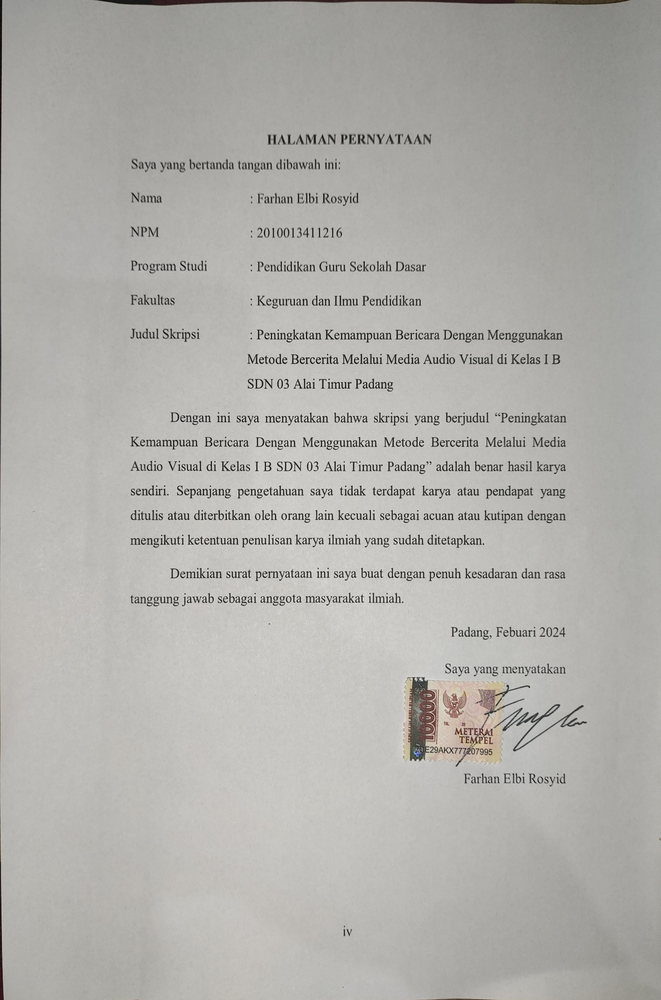 HALAMAN PERNYATAAN
Saya yang bertanda tangan dibawah ini:
Nama : Farhan Elbi Rosyid
NPM : 2010013411216
Program Studi : Pendidikan Guru Sekolah Dasar
Fakultas : Keguruan dan Ilmu Pendidikan
Judul Skripsi : Peningkatan Kemampuan Bericara Dengan Menggunakan
Metode Bercerita Melalui Media Audio Visual di Kelas I B
SDN 03 Alai Timur Padang
Dengan ini saya menyatakan bahwa skripsi yang berjudul “Peningkatan
Kemampuan Bericara Dengan Menggunakan Metode Bercerita Melalui Media
Audio Visual di Kelas I B SDN 03 Alai Timur Padang” adalah benar hasil karya
sendiri. Sepanjang pengetahuan saya tidak terdapat karya atau pendapat yang
ditulis atau diterbitkan oleh orang lain kecuali sebagai acuan atau kutipan dengan
mengikuti ketentuan penulisan karya ilmiah yang sudah ditetapkan.
Demikian surat pernyataan ini saya buat dengan penuh kesadaran dan rasa
tanggung jawab sebagai anggota masyarakat ilmiah.
Padang, Febuari 2024
Saya yang menyatakan
SEPULUH RIBU RUPIAH
10000
TGL. 20
METERAI
TEMPEL
E29AKX777207995
Farhan Elbi Rosyid
iv